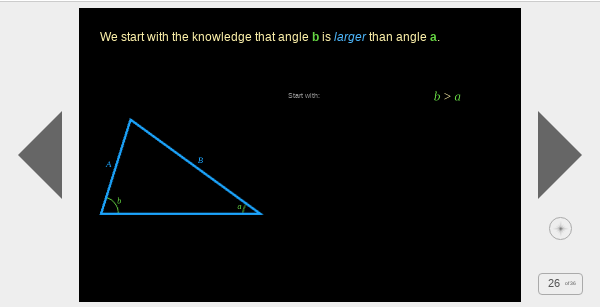 We start with the knowledge that angle b is larger than angle a.
Start with:
b > a
A
B
b
a
26 of 36